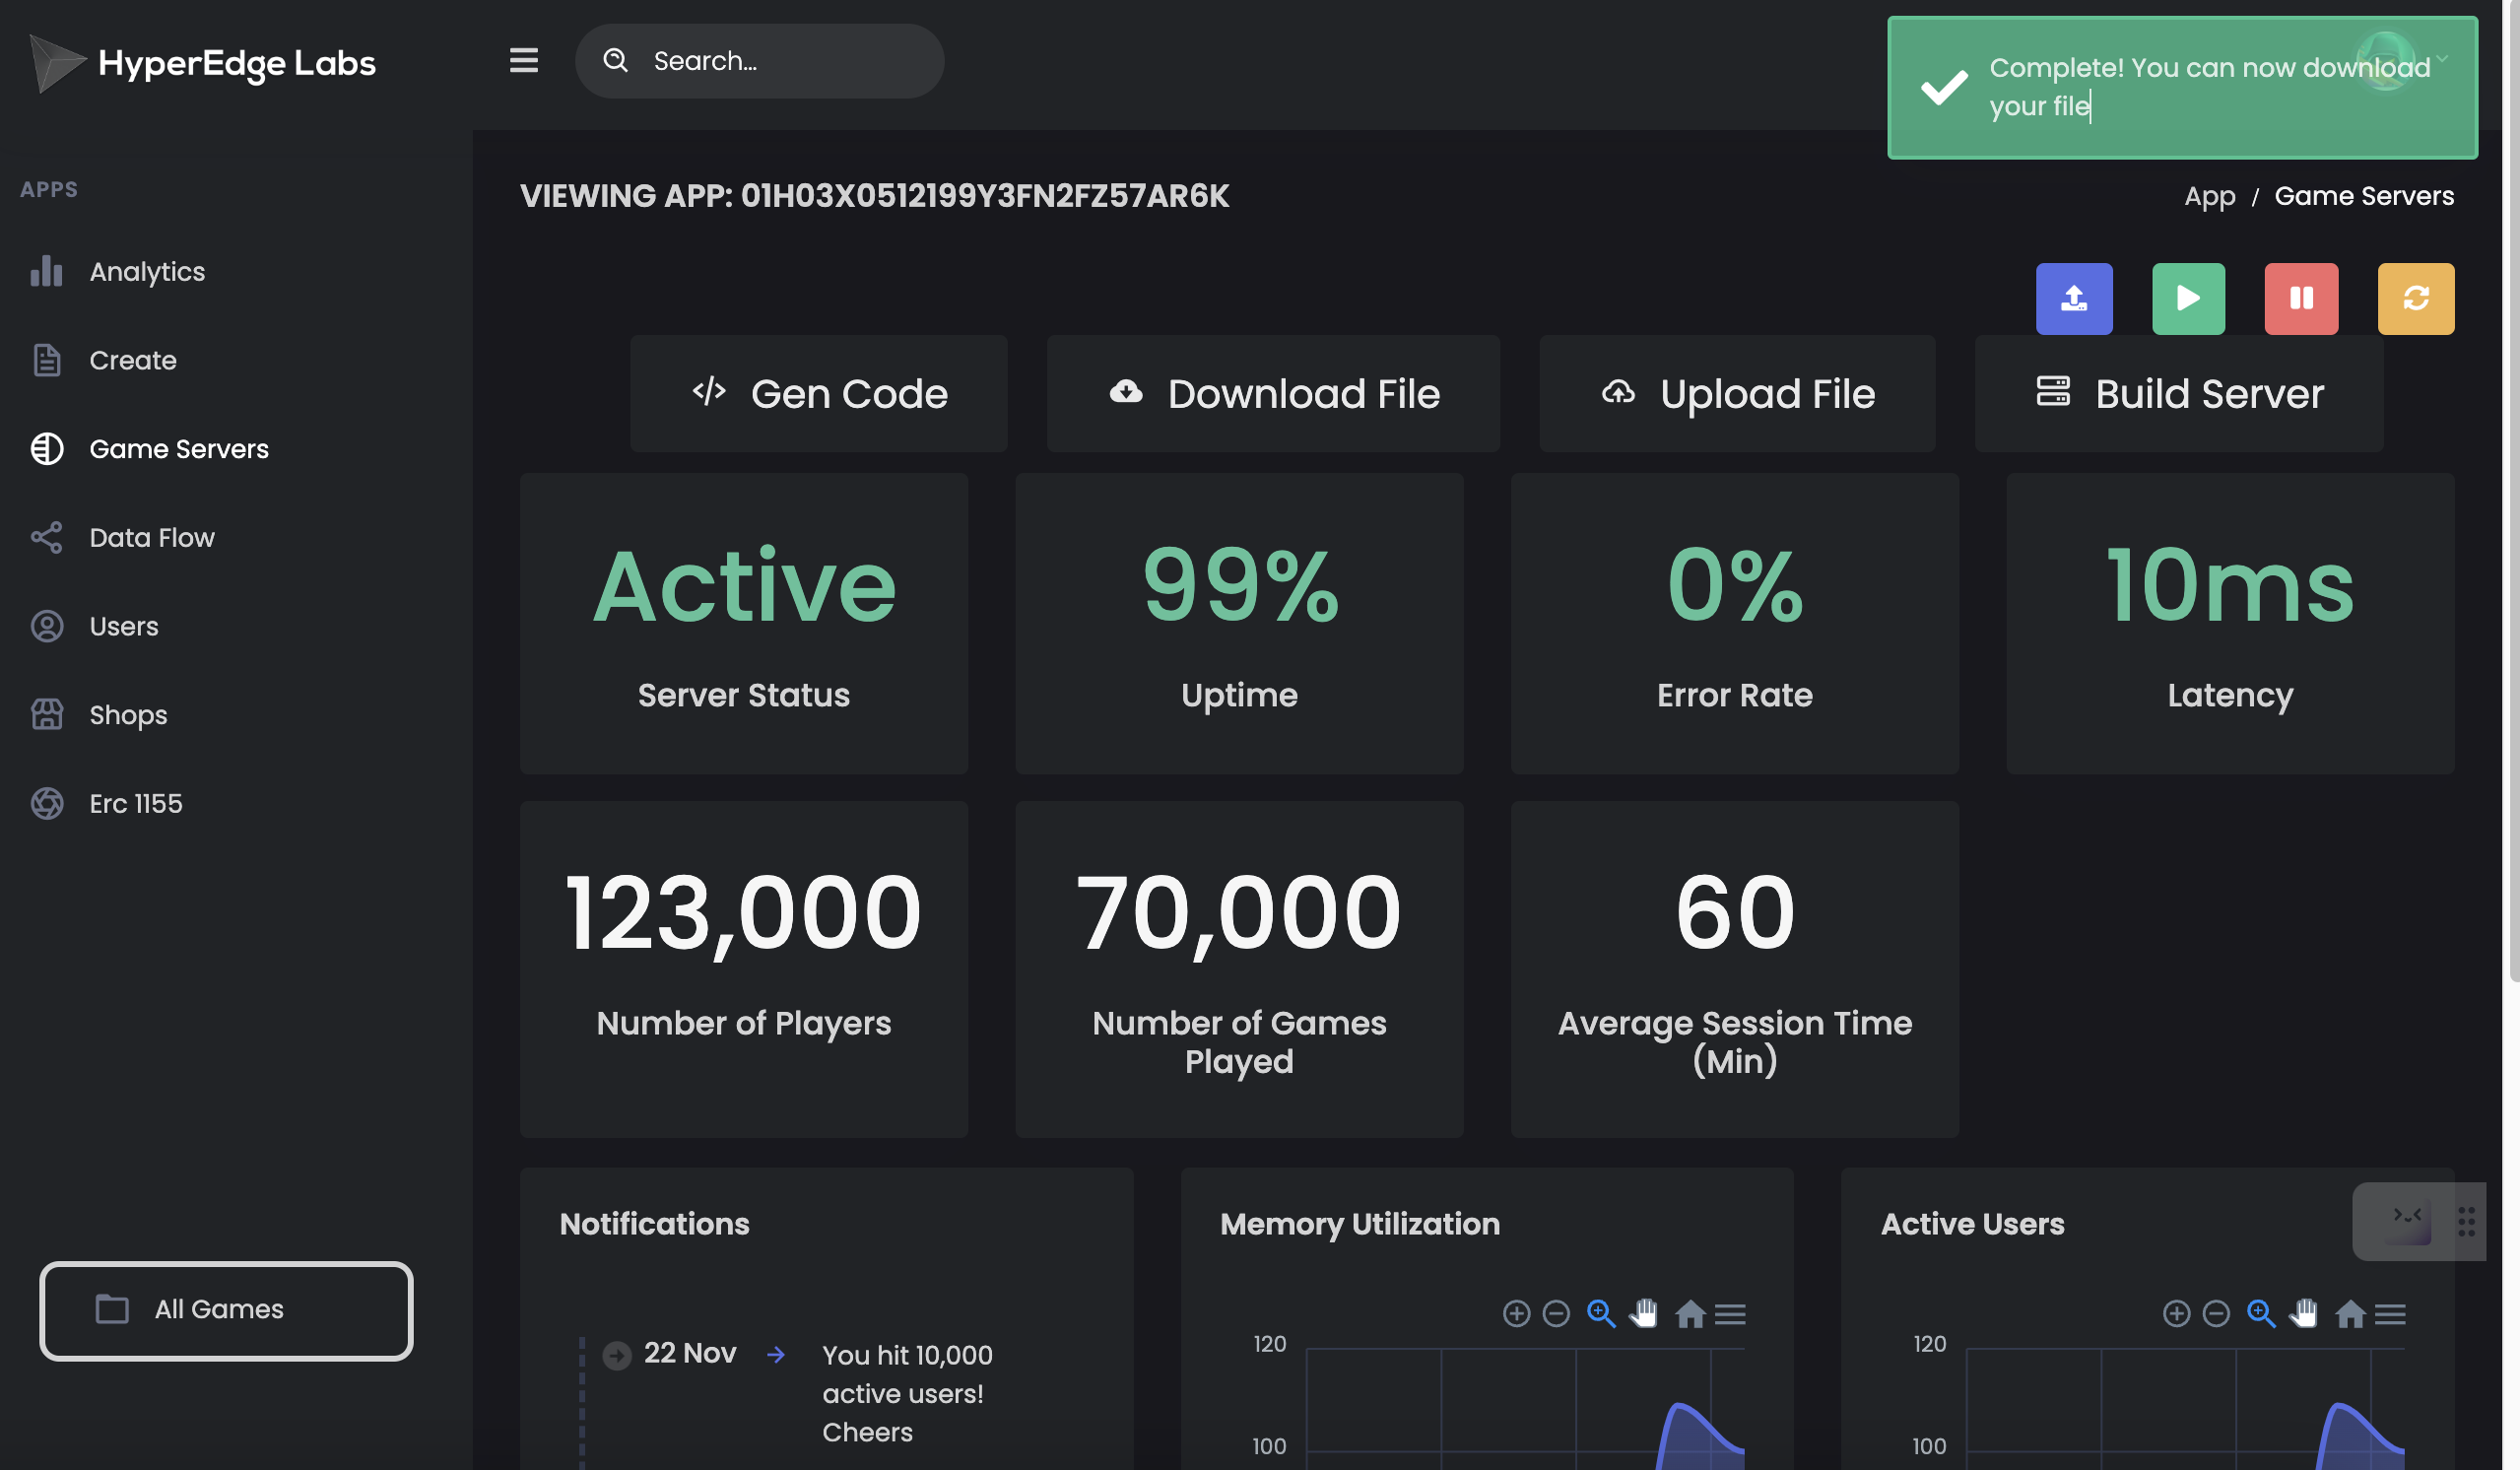 HyperEdge Labs
Search...
Complete! You can now download
your file
APPS
Analytics
Create
Game Servers
Data Flow
Users
Shops
Erc 1155
All Games
VIEWING APP: 01H03X0512199Y3FN2FZ57AR6K
App / Game Servers
Gen Code
Download File
Upload File
Build Server
Active
Server Status
99%
Uptime
0%
Error Rate
10ms
Latency
123,000
Number of Players
70,000
Number of Games
Played
60
Average Session Time
(Min)
Notifications
22 Nov
You hit 10,000
active users!
Cheers
Memory Utilization
120
100
Active Users
120
100